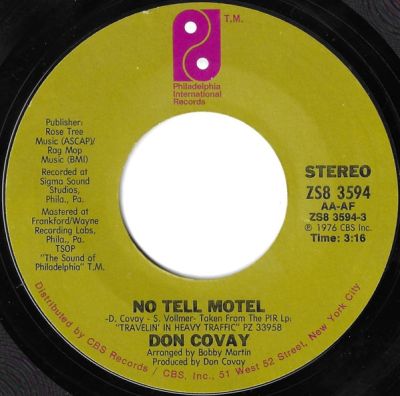 T.M.
Philadelphia
International
Records
Publisher:
Rose Tree
Music (ASCAP)/
Rag Mop
Music (BMI)
Recorded at
Sigma Sound
Studios,
Phila., Pa.
Mastered at
Frankford/Wayne
Recording Labs,
Phila., Pa.
TSOP
"The Sound of
Philadelphia" T.M.
STEREO
ZS8 3594
AA-AF
ZS8 3594-3
Ⓟ 1976 CBS Inc.
Time: 3:16
NO TELL MOTEL
-D. Covay - S. Vollmer- Taken From The PIR Lp:
"TRAVELIN' IN HEAVY TRAFFIC" PZ 33958
DON COVAY
Arranged by Bobby Martin
Produced by Don Covay
Distributed by CBS Records / CBS, Inc., 51 West 52 Street, New York City